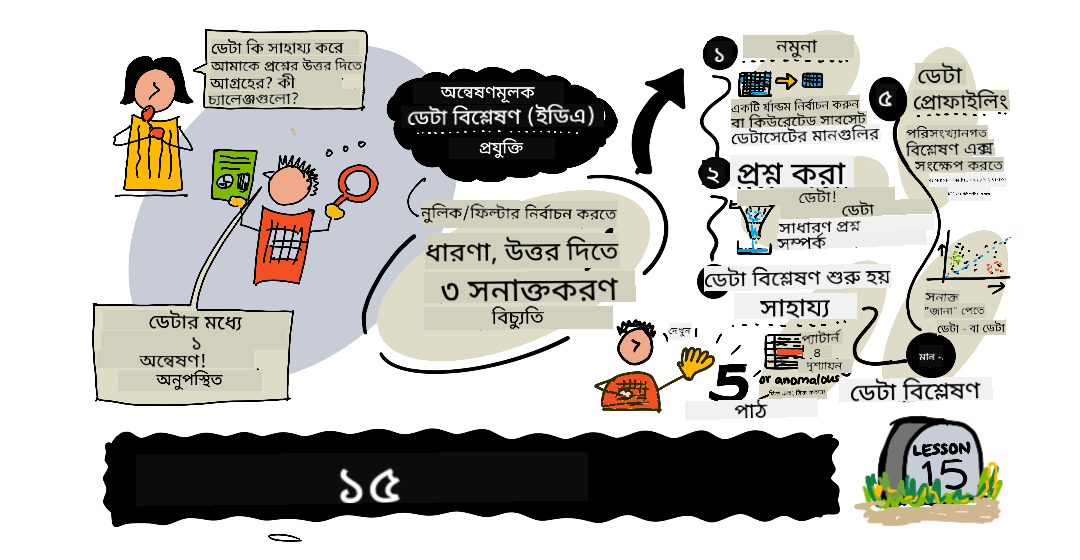 ডেটা কি সাহায্য করে
আমাকে প্রশ্নের উত্তর দিতে
আগ্রহের? কী
চ্যালেঞ্জগুলো?
ডেটার মধ্যে
১
অন্বেষণ!
অনুপস্থিত
অন্বেষণমূলক
ডেটা বিশ্লেষণ (ইডিএ)
প্রযুক্তি
নুলিক/ফিল্টার নির্বাচন করতে
ধারণা, উত্তর দিতে
৩ সনাক্তকরণ
বিচ্যুতি
১
নমুনা
একটি র্যান্ডম নির্বাচন করুন
বা কিউরেটেড সাবসেট
ডেটাসেটের মানগুলির
২ প্রশ্ন করা
ডেটা!
ডেটা
সাধারণ প্রশ্ন
সম্পর্ক
ডেটা বিশ্লেষণ শুরু হয়
সাহায্য
দেখুন
প্যাটার্ন
৪
দৃশ্যায়ন
5 or anomalous
পাঠ
৫
ডেটা
প্রোফাইলিং
পরিসংখ্যানগত
বিশ্লেষণ এক্স
সংক্ষেপ করতে
সনাক্ত
"জানা" পেতে
ডেটা - বা ডেটা
মান
ডেটা বিশ্লেষণ
১৫
LESSON
15